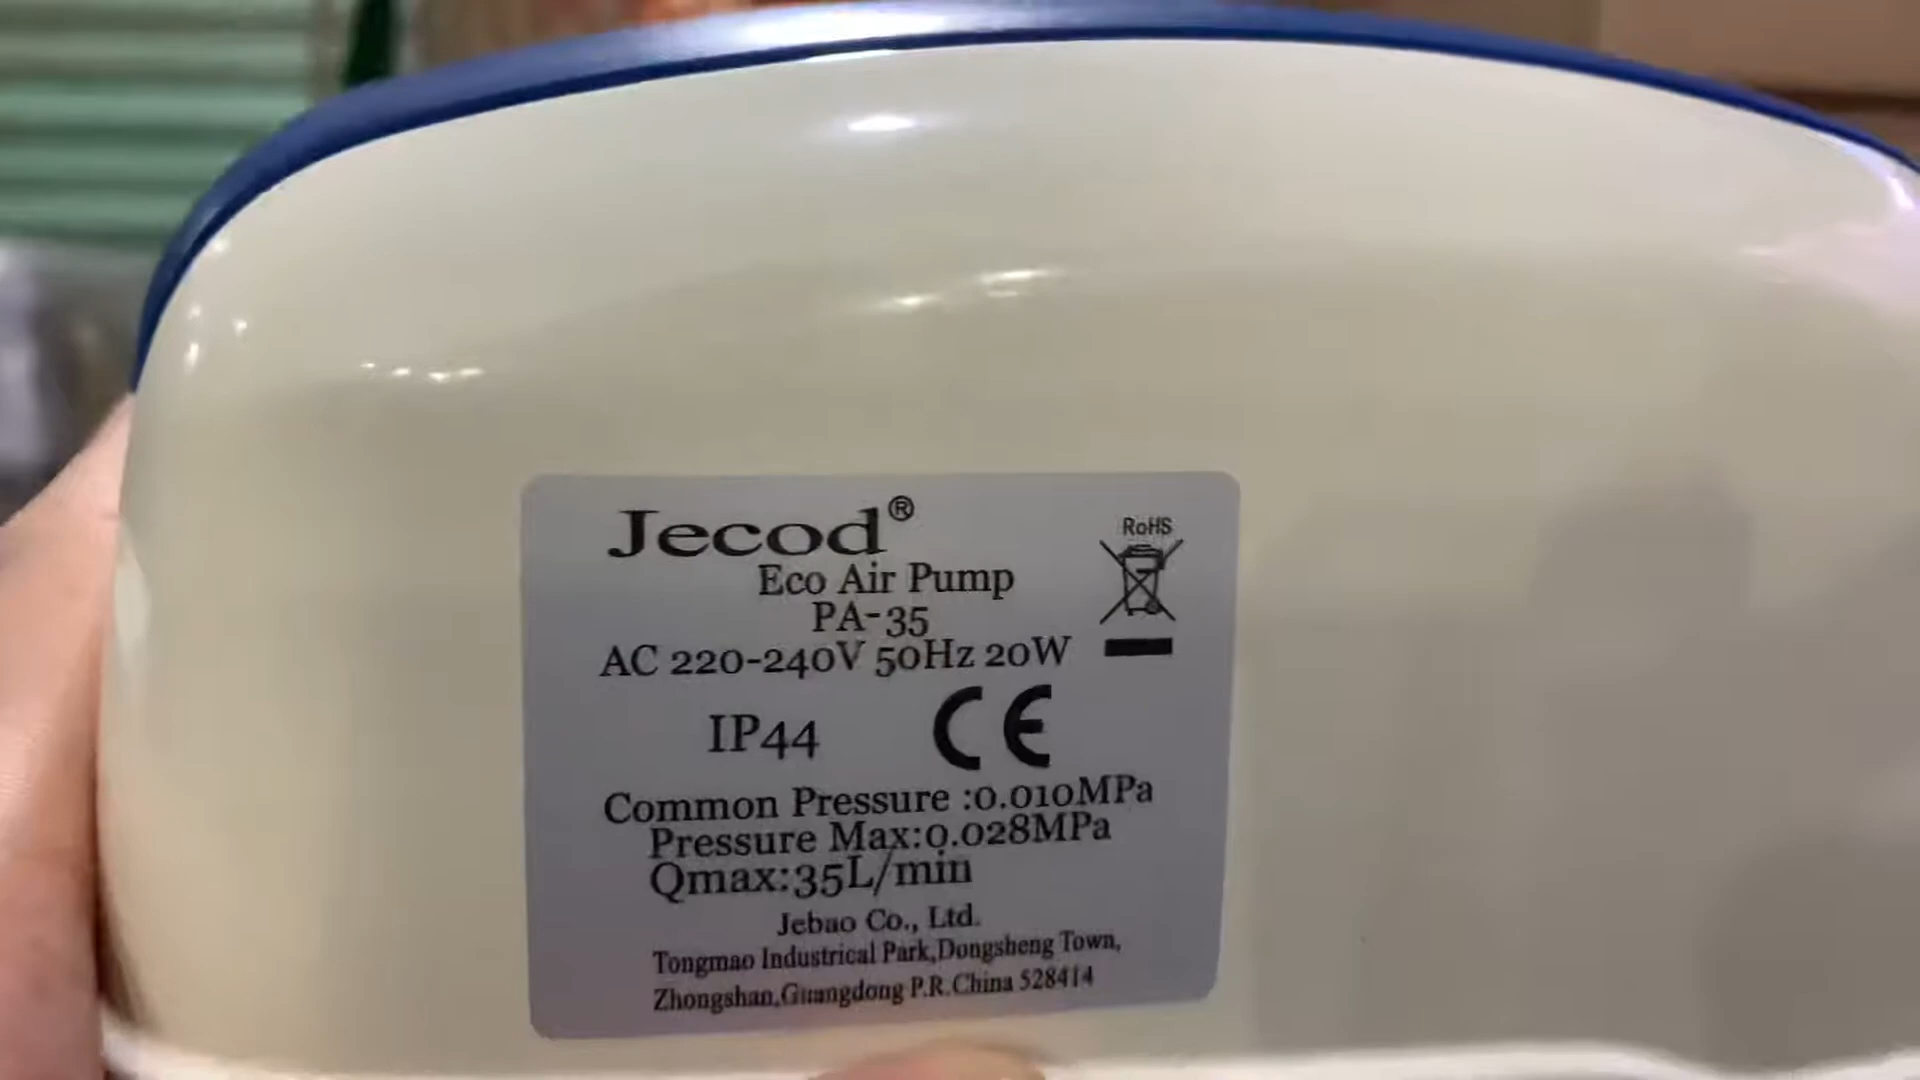 Jecod®
RoHS
Eco Air Pump
PA-35
AC 220-240V 50Hz 20W
IP44 CE
Common Pressure :0.010MPa
Pressure Max:0.028MPa
Qmax:35L/min
Jebao Co., Ltd.
Tongmao Industrical Park,Dongsheng Town,
Zhongshan,Guangdong P.R.China 528414